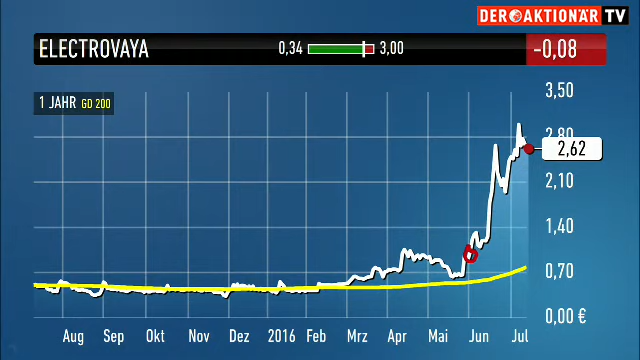 DER AKTIONÄR TV
ELECTROVAYA 0,34 3,00 -0,08
1 JAHR GD 200
3,50
2,80
2,62
2,10
1,40
0,70
0,00 €
Aug Sep Okt Nov Dez 2016 Feb Mrz Apr Mai Jun Jul